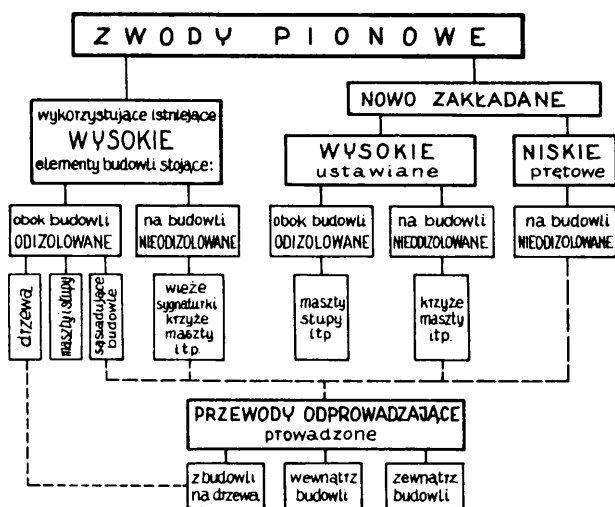 ZWODY PIONOWE
wykorzystujące istniejące
WYSOKIE
elementy budowli stojące:
NOWO ZAKŁADANE
WYSOKIE
ustawiane
NISKIE
prętowe
obok budowli
ODIZOLOWANE
na budowli
NIEODIZOLOWANE
obok budowli
ODIZOLOWANE
na budowli
NIEODIZOLOWANE
na budowli
NIEODIZOLOWANE
drzewa
maszty i słupy
sąsiadujące
budowle
wieże
sygnaturki
krzyże
maszty
itp.
maszty
słupy
itp
krzyże
maszty
itp.
PRZEWODY ODPROWADZAJĄCE
prowadzone
z budowli
na drzewa
wewnątrz
budowli
zewnątrz
budowli